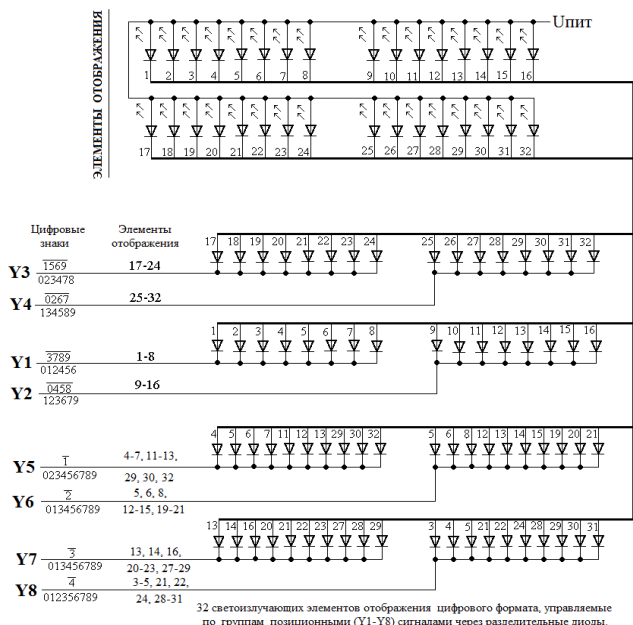 ЭЛЕМЕНТЫ ОТОБРАЖЕНИЯ
Uпит
1 2 3 4 5 6 7 8 9 10 11 12 13 14 15 16
17 18 19 20 21 22 23 24 25 26 27 28 29 30 31 32
Цифровые знаки
Элементы отображения
17 18 19 20 21 22 23 24 25 26 27 28 29 30 31 32
Y3 1569 17-24
023478
Y4 0267 25-32
134589
1 2 3 4 5 6 7 8 9 10 11 12 13 14 15 16
Y1 3789 1-8
012456
Y2 0458 9-16
123679
4 5 6 7 11 12 13 29 30 32 5 6 8 12 13 14 15 19 20 21
Y5 1 4-7, 11-13,
023456789 29, 30, 32
Y6 2 5, 6, 8,
013456789 12-15, 19-21
13 14 16 20 21 22 23 27 28 29 3 4 5 21 22 24 28 29 30 31
Y7 3 13, 14, 16,
013456789 20-23, 27-29
Y8 4 3-5, 21, 22,
012356789 24, 28-31
32 светоизлучающих элементов отображения цифрового формата, управляемые
по группам позиционными (Y1-Y8) сигналами через разделительные диоды.